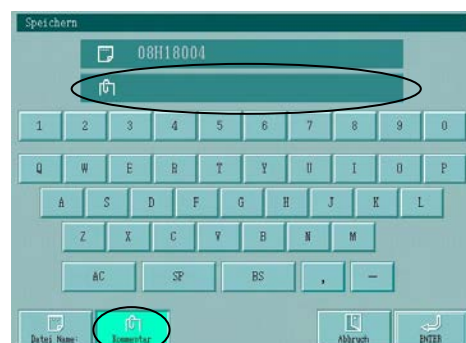 Speichern
08H18004
1 2 3 4 5 6 7 8 9 0
Q W E R T Y U I O P
A S D F G H J K L
Z X C V B N M
AC SP BS , -
Datei Name: Kommentar Abbruch ENTER